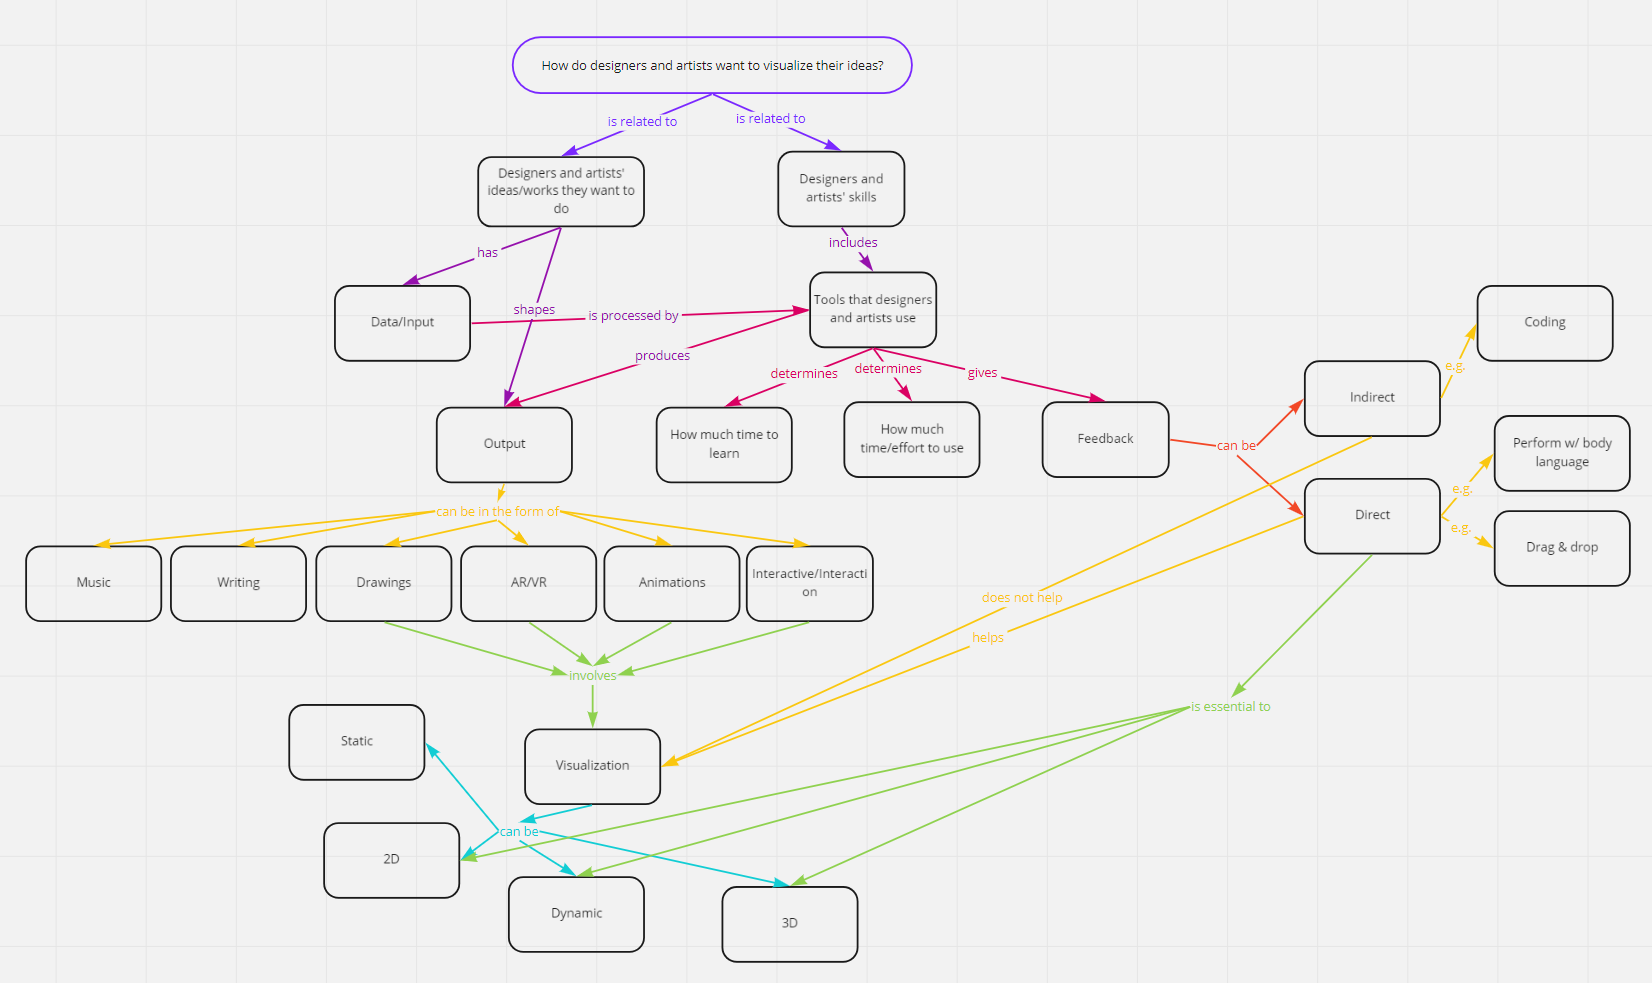 How do designers and artists want to visualize their ideas?
is related to
is related to
Designers and artists'
ideas/works they want to
do
Designers and
artists' skills
has
includes
shapes
Data/Input
is processed by
Tools that designers
and artists use
Coding
produces
determines
determines
gives
e.g.
Indirect
Output
How much time to
learn
How much
time/effort to use
Feedback
can be
Perform w/ body
language
e.g.
can be in the form of
Direct
e.g.
Drag & drop
Music
Writing
Drawings
AR/VR
Animations
Interactive/Interacti
on
does not help
helps
involves
is essential to
Static
Visualization
can be
2D
Dynamic
3D